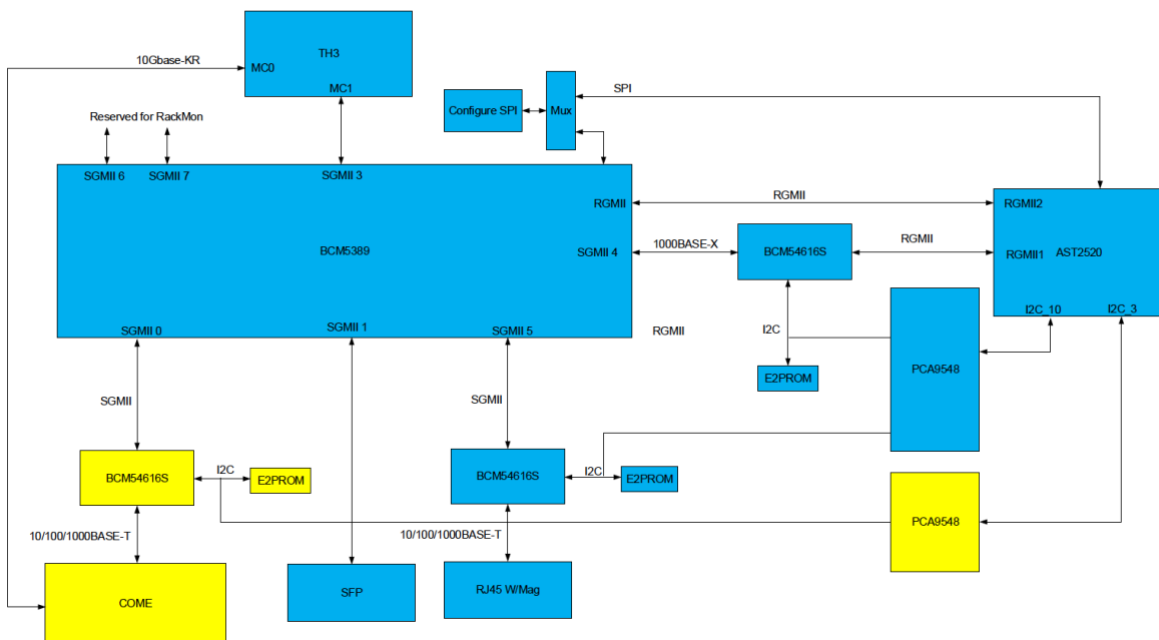 TH3
10Gbase-KR
MC0
MC1
SPI
Configure SPI
Mux
Reserved for RackMon
SGMII 6
SGMII 7
SGMII 3
RGMII
RGMII
RGMII2
BCM5389
SGMII 4
1000BASE-X
BCM54616S
RGMII
RGMII1
AST2520
I2C_10
I2C_3
SGMII 0
SGMII 1
SGMII 5
RGMII
I2C
E2PROM
PCA9548
SGMII
SGMII
BCM54616S
I2C
E2PROM
BCM54616S
I2C
E2PROM
PCA9548
10/100/1000BASE-T
10/100/1000BASE-T
COME
SFP
RJ45 W/Mag